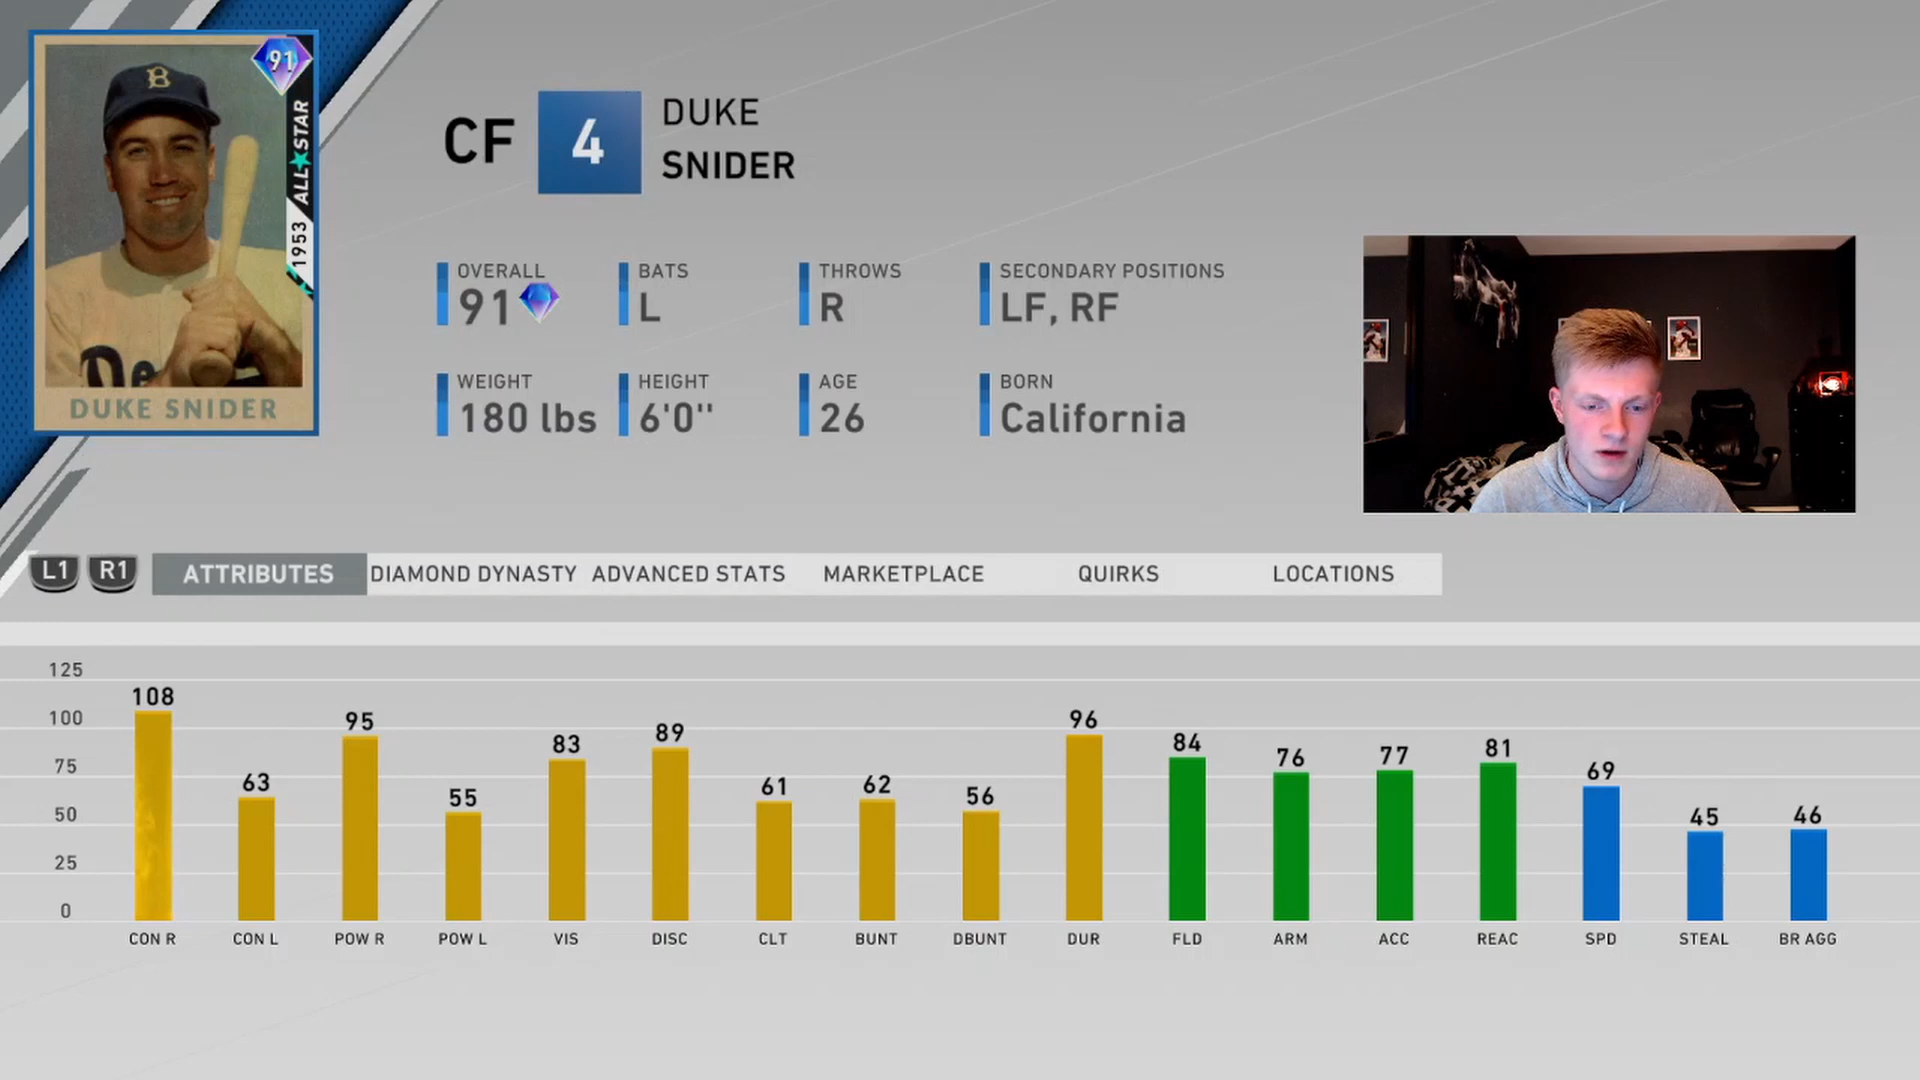 91
B
1953 ALL★STAR
Do
DUKE SNIDER
CF
4
DUKE
SNIDER
OVERALL
91
BATS
L
THROWS
R
SECONDARY POSITIONS
LF, RF
WEIGHT
180 lbs
HEIGHT
6'0"
AGE
26
BORN
California
L1 R1 ATTRIBUTES DIAMOND DYNASTY ADVANCED STATS MARKETPLACE QUIRKS LOCATIONS
125
100
75
50
25
0
108 63 95 55 83 89 61 62 56 96 84 76 77 81 69 45 46
CON R CON L POW R POW L VIS DISC CLT BUNT DBUNT DUR FLD ARM ACC REAC SPD STEAL BR AGG